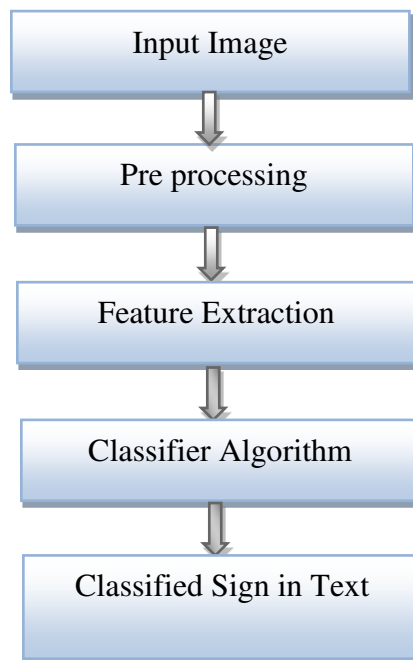 Input Image
Pre processing
Feature Extraction
Classifier Algorithm
Classified Sign in Text